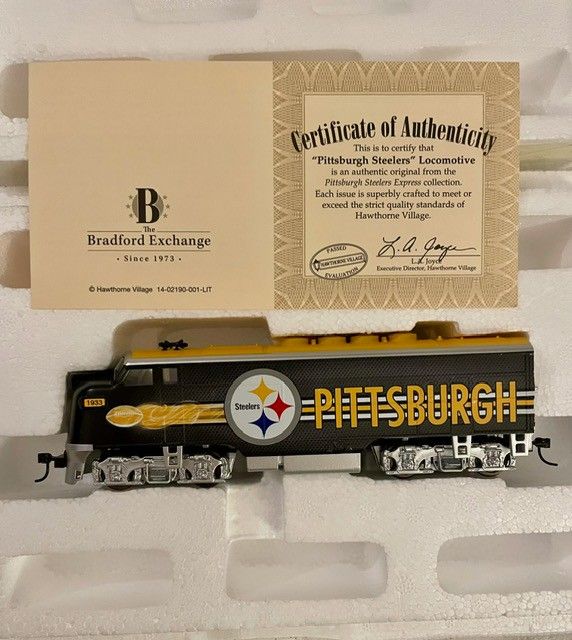 B
The
Bradford Exchange
• Since 1973 •
© Hawthorne Village 14-02190-001-LIT
Certificate of Authenticity
This is to certify that
"Pittsburgh Steelers" Locomotive
is an authentic original from the
Pittsburgh Steelers Express collection.
Each issue is superbly crafted to meet or
exceed the strict quality standards of
Hawthorne Village.
PASSED
HAWTHORNE VILLAGE
EVALUATION
L. A. Joyce
L.A. Joyce
Executive Director, Hawthorne Village
1933
Steelers
PITTSBURGH